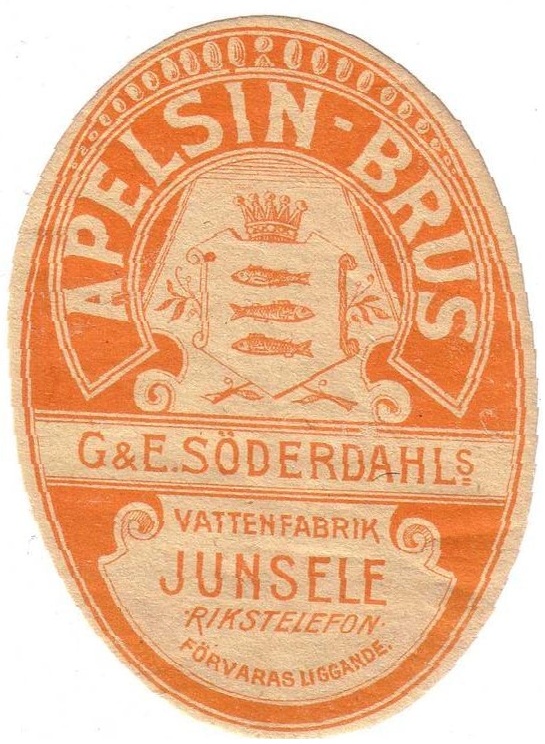 APELSIN-BRUS
G & E. SÖDERDAHLS
VATTENFABRIK
JUNSELE
·RIKSTELEFON·
FÖRVARAS LIGGANDE.